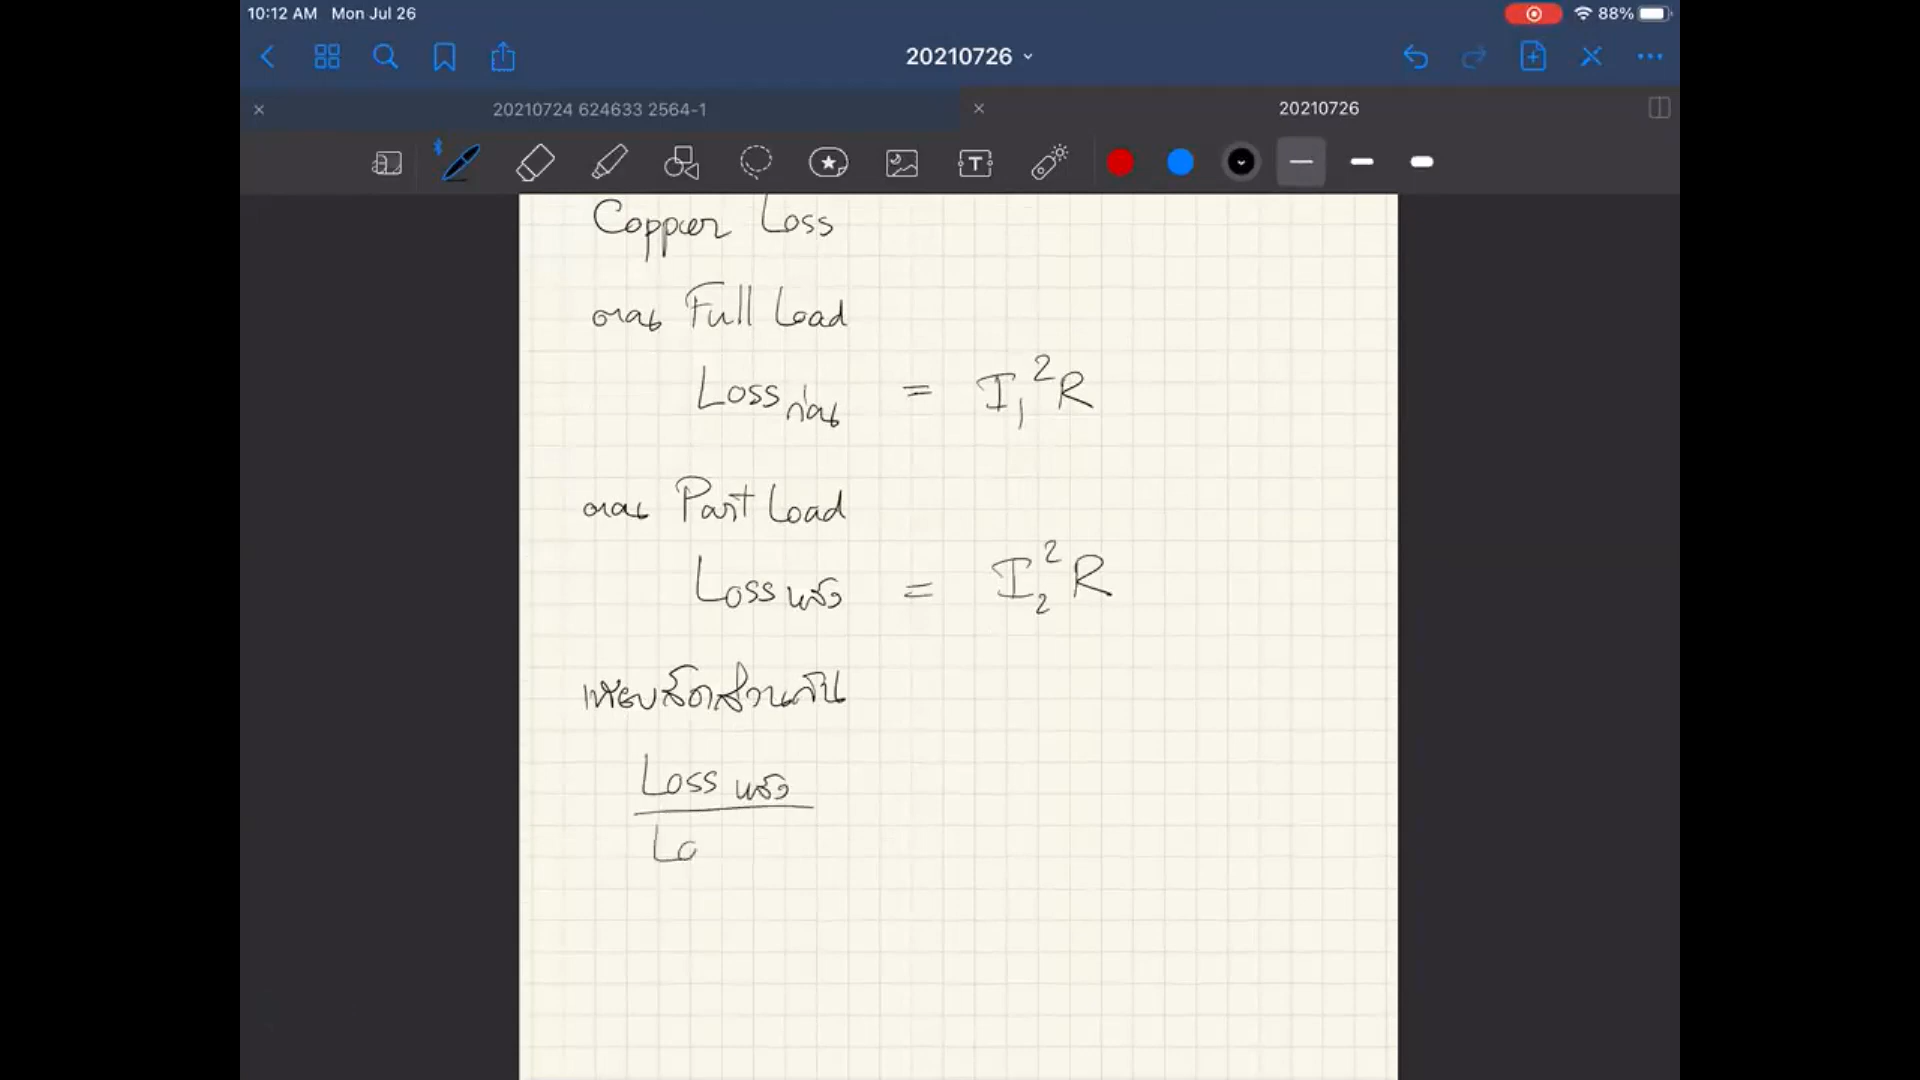 10:12 AM Mon Jul 26
88%
20210726
20210724 624633 2564-1
20210726
T
Copper Loss
ตอน Full Load
Loss ก่อน = I₁²R
ตอน Part Load
Loss หลัง = I₂²R
เทียบสัดส่วนกัน
Loss หลัง
Lo